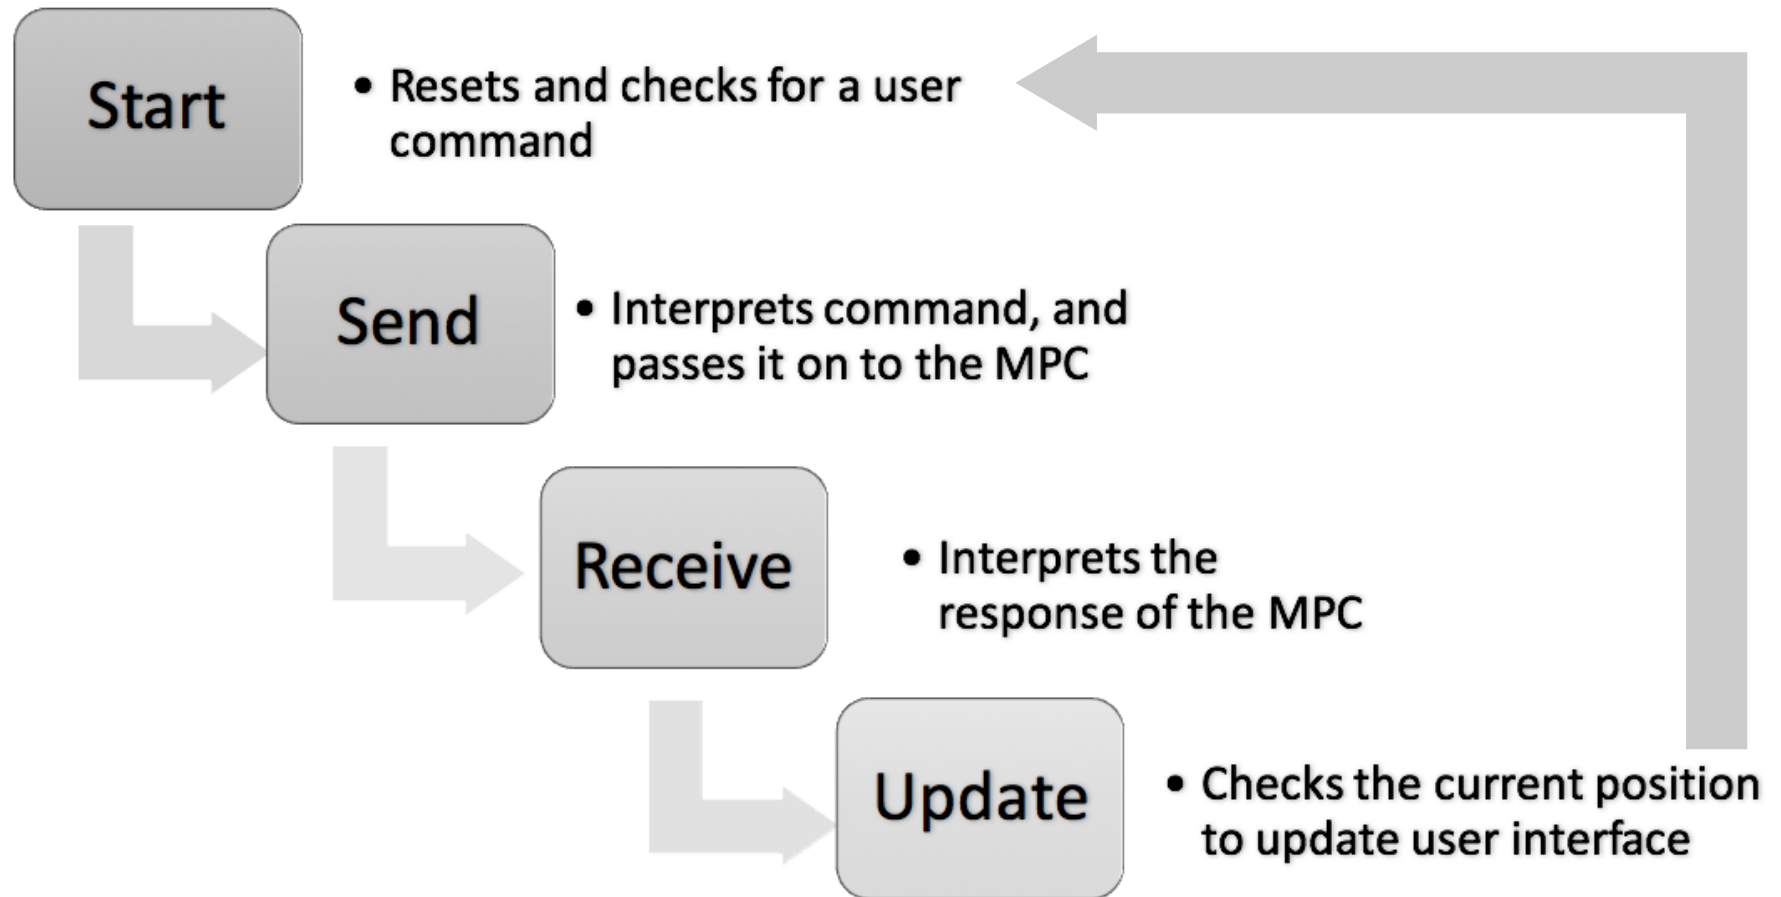 Start
• Resets and checks for a user
command
Send
• Interprets command, and
passes it on to the MPC
Receive
• Interprets the
response of the MPC
Update
• Checks the current position
to update user interface